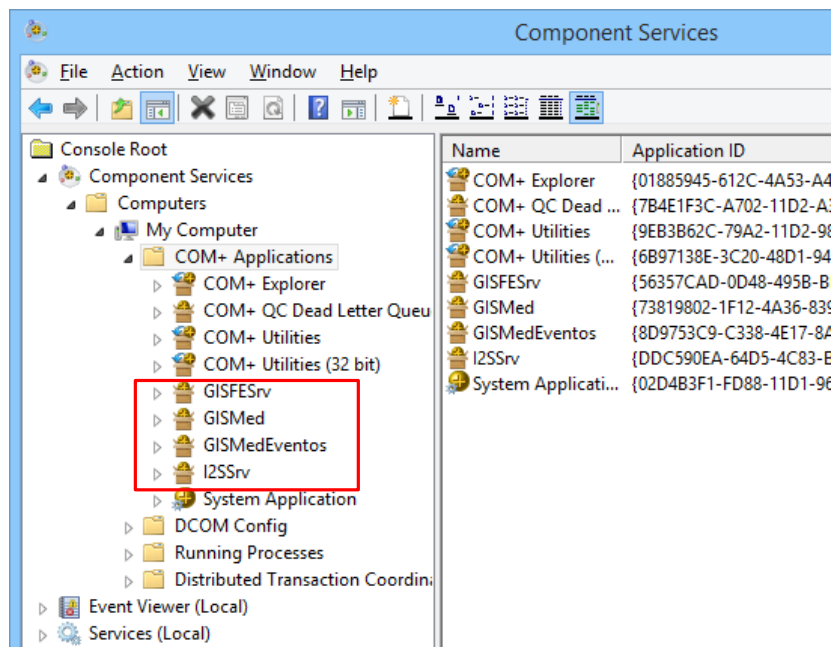 Component Services
File Action View Window Help
Console Root
Component Services
Computers
My Computer
COM+ Applications
COM+ Explorer
COM+ QC Dead Letter Queu
COM+ Utilities
COM+ Utilities (32 bit)
GISFESrv
GISMed
GISMedEventos
I2SSrv
System Application
DCOM Config
Running Processes
Distributed Transaction Coordin
Event Viewer (Local)
Services (Local)
Name Application ID
COM+ Explorer {01885945-612C-4A53-A4
COM+ QC Dead ... {7B4E1F3C-A702-11D2-A3
COM+ Utilities {9EB3B62C-79A2-11D2-98
COM+ Utilities (... {6B97138E-3C20-48D1-94
GISFESrv {56357CAD-0D48-495B-B
GISMed {73819802-1F12-4A36-839
GISMedEventos {8D9753C9-C338-4E17-8A
I2SSrv {DDC590EA-64D5-4C83-B
System Applicati... {02D4B3F1-FD88-11D1-96